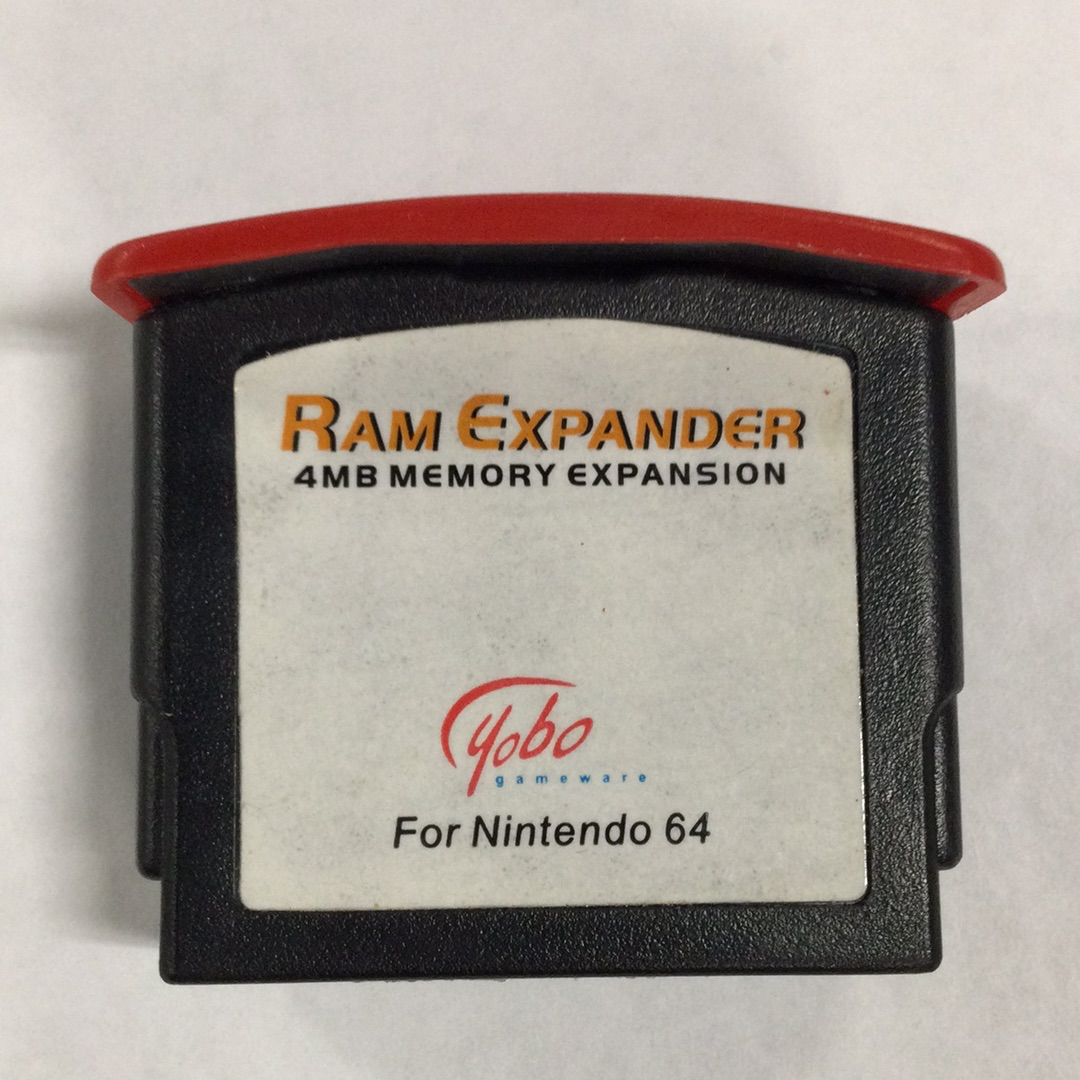 RAM EXPANDER
4MB MEMORY EXPANSION
yobo
gameware
For Nintendo 64